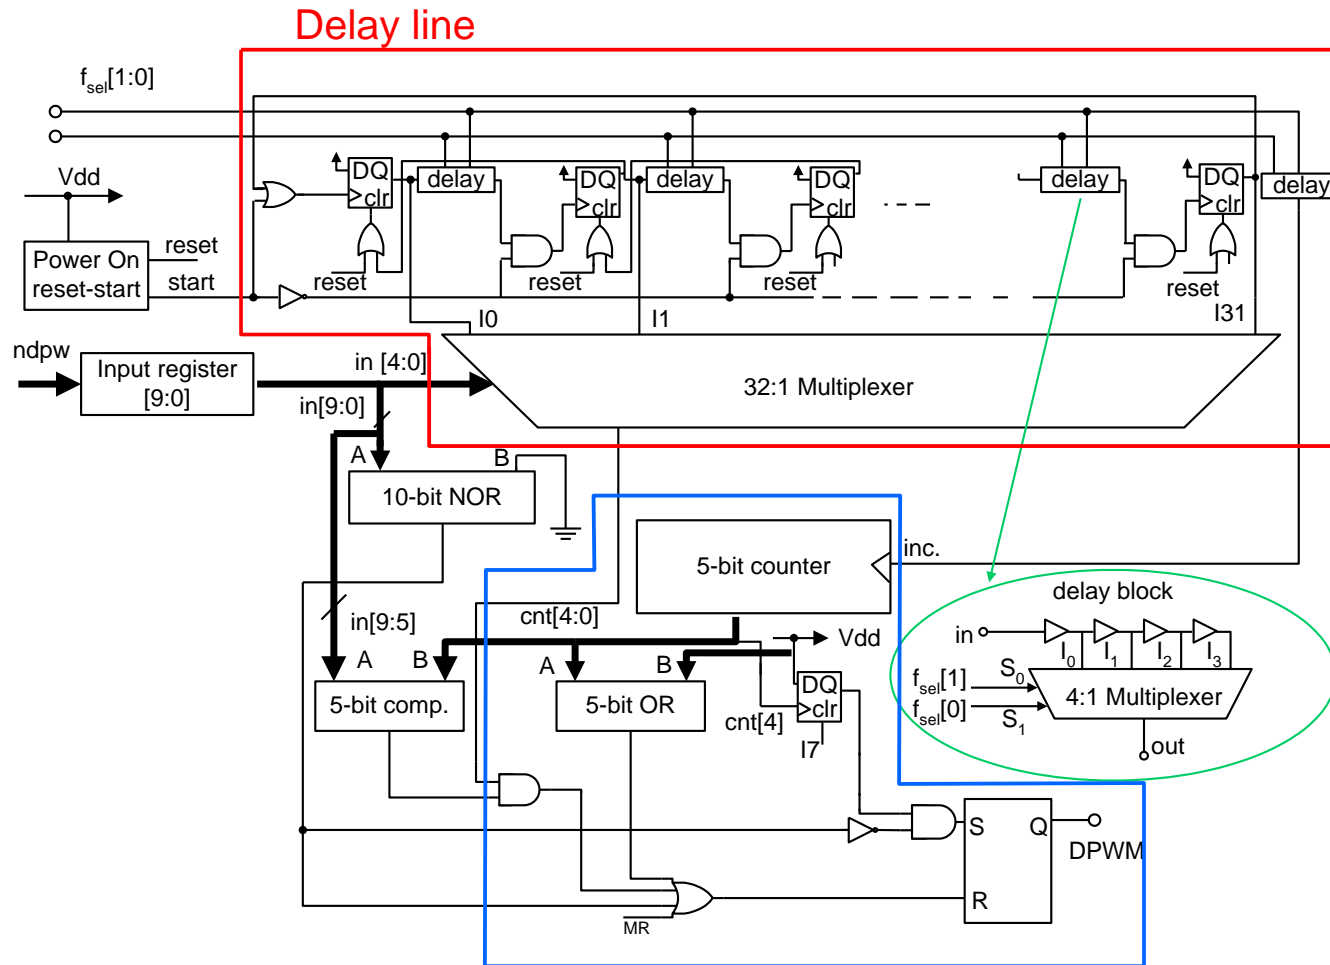 Delay line
f_sel[1:0]
Vdd
DQ
clr
delay
DQ
clr
delay
DQ
clr
delay
DQ
clr
delay
Power On
reset-start
reset
start
reset
reset
reset
reset
I0
I1
I31
ndpw
Input register
[9:0]
in [4:0]
32:1 Multiplexer
in[9:0]
A
B
10-bit NOR
5-bit counter
inc.
in[9:5]
cnt[4:0]
A
B
A
B
Vdd
5-bit comp.
5-bit OR
DQ
clr
cnt[4]
I7
delay block
in
I0
I1
I2
I3
f_sel[1]
S0
f_sel[0]
S1
4:1 Multiplexer
out
S
Q
DPWM
R
MR